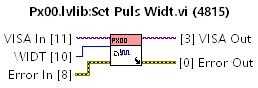 Px00.lvlib:Set Puls Widt.vi (4815)
VISA In [11]
PX00
[3] VISA Out
WIDT [10]
Error In [8]
[0] Error Out